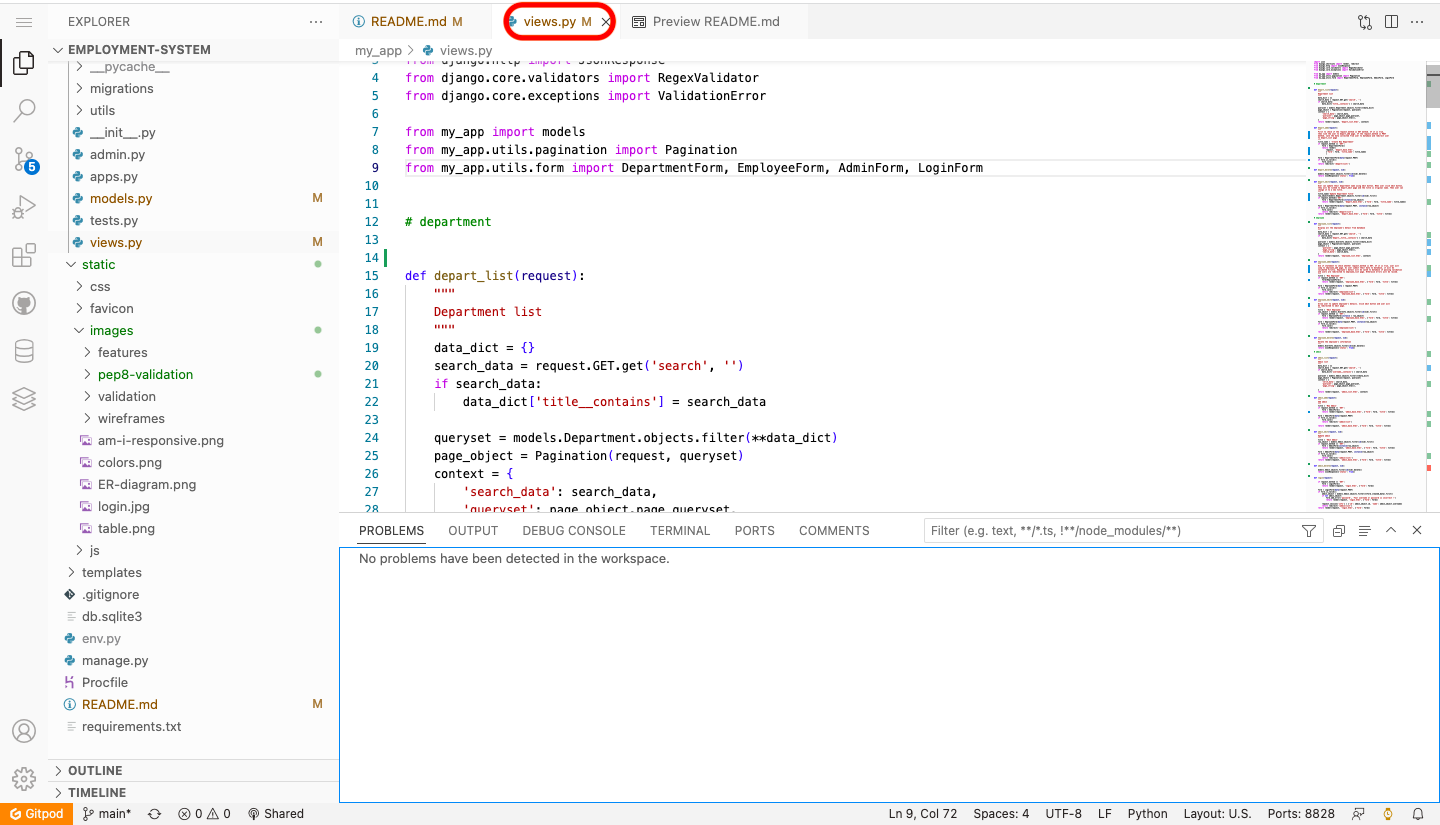 EXPLORER
EMPLOYMENT-SYSTEM
__pycache__
migrations
utils
__init__.py
admin.py
apps.py
models.py M
tests.py
views.py M
static
css
favicon
images
features
pep8-validation
validation
wireframes
am-i-responsive.png
colors.png
ER-diagram.png
login.jpg
table.png
js
templates
.gitignore
db.sqlite3
env.py
manage.py
Procfile
README.md M
requirements.txt
OUTLINE
TIMELINE
5
README.md M
views.py M
Preview README.md
my_app > views.py
3 from django.http import JsonResponse
4 from django.core.validators import RegexValidator
5 from django.core.exceptions import ValidationError
6
7 from my_app import models
8 from my_app.utils.pagination import Pagination
9 from my_app.utils.form import DepartmentForm, EmployeeForm, AdminForm, LoginForm
10
11
12 # department
13
14
15 def depart_list(request):
16 """
17 Department list
18 """
19 data_dict = {}
20 search_data = request.GET.get('search', '')
21 if search_data:
22 data_dict['title__contains'] = search_data
23
24 queryset = models.Department.objects.filter(**data_dict)
25 page_object = Pagination(request, queryset)
26 context = {
27 'search_data': search_data,
28 'queryset': page_object.page_queryset,
PROBLEMS OUTPUT DEBUG CONSOLE TERMINAL PORTS COMMENTS
Filter (e.g. text, **/*.ts, !**/node_modules/**)
No problems have been detected in the workspace.
Gitpod main* 0 0 Shared
Ln 9, Col 72 Spaces: 4 UTF-8 LF Python Layout: U.S. Ports: 8828